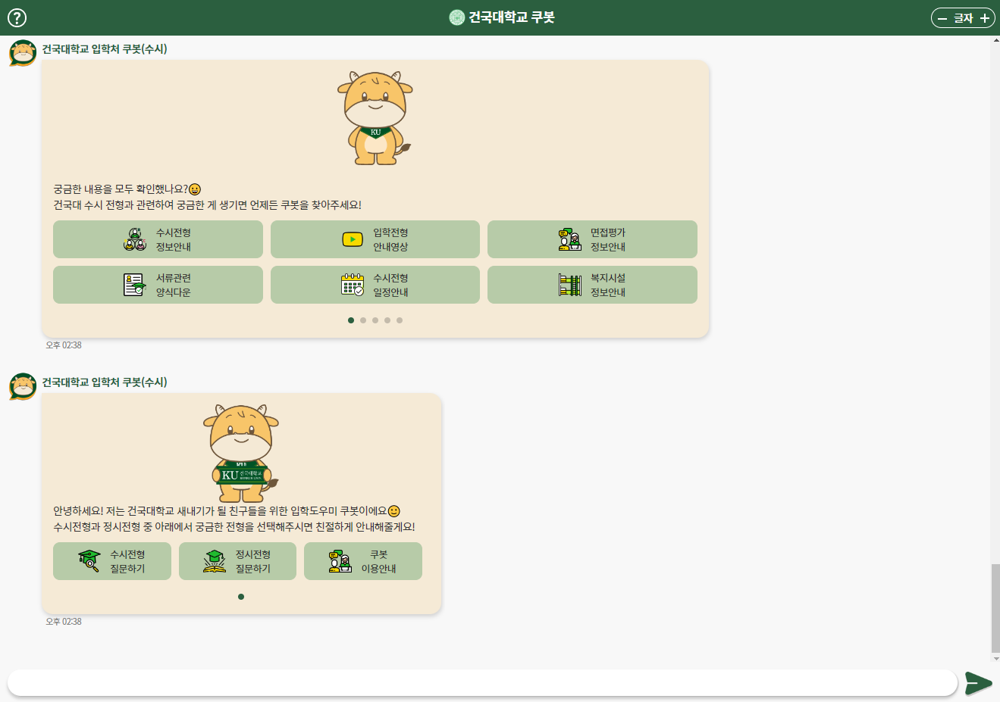 건국대학교 쿠봇
글자
건국대학교 입학처 쿠봇(수시)
KU
궁금한 내용을 모두 확인했나요?
건국대 수시 전형과 관련하여 궁금한 게 생기면 언제든 쿠봇을 찾아주세요!
수시전형
정보안내
입학전형
안내영상
면접평가
정보안내
서류관련
양식다운
수시전형
일정안내
복지시설
정보안내
오후 02:38
건국대학교 입학처 쿠봇(수시)
KU 건국대학교
안녕하세요! 저는 건국대학교 새내기가 될 친구들을 위한 입학도우미 쿠봇이에요
수시전형과 정시전형 중 아래에서 궁금한 전형을 선택해주시면 친절하게 안내해줄게요!
수시전형
질문하기
정시전형
질문하기
쿠봇
이용안내
오후 02:38